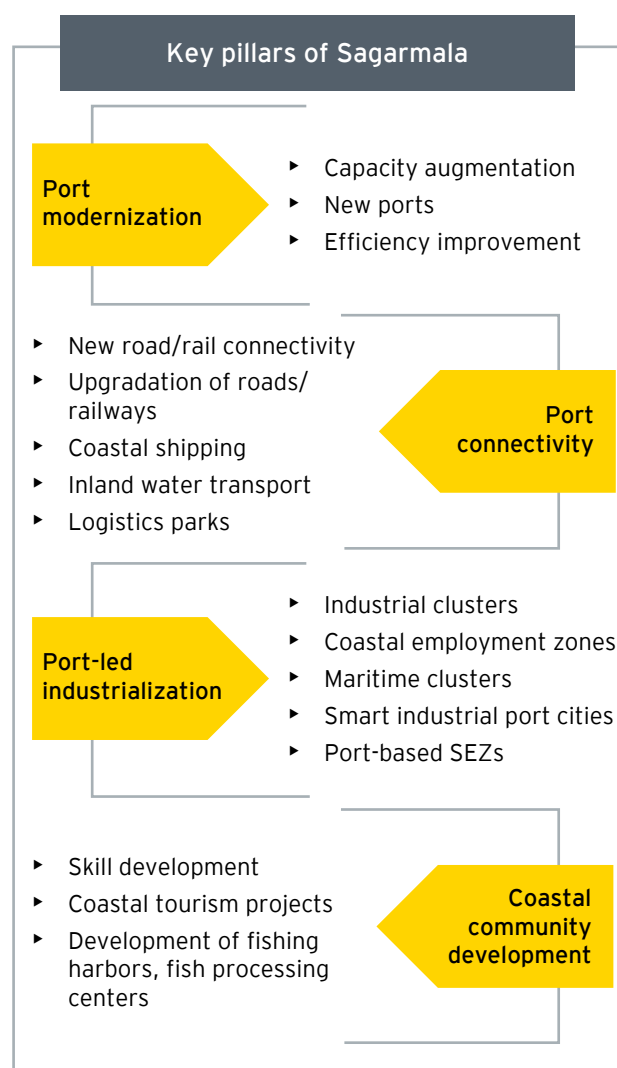 Key pillars of Sagarmala
Port
modernization
▸ Capacity augmentation
▸ New ports
▸ Efficiency improvement
▸ New road/rail connectivity
▸ Upgradation of roads/
railways
▸ Coastal shipping
▸ Inland water transport
▸ Logistics parks
Port
connectivity
Port-led
industrialization
▸ Industrial clusters
▸ Coastal employment zones
▸ Maritime clusters
▸ Smart industrial port cities
▸ Port-based SEZs
▸ Skill development
▸ Coastal tourism projects
▸ Development of fishing
harbors, fish processing
centers
Coastal
community
development